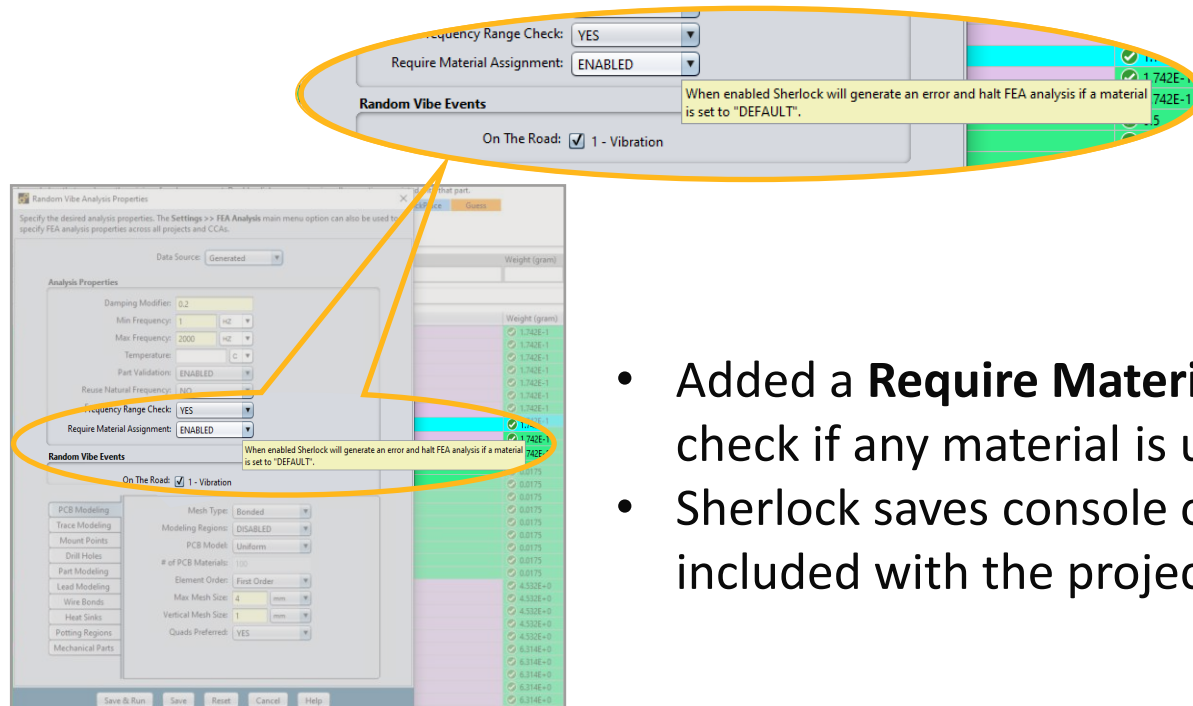 Frequency Range Check: YES
Require Material Assignment: ENABLED
When enabled Sherlock will generate an error and halt FEA analysis if a material
is set to "DEFAULT".
Random Vibe Events
On The Road: 1 - Vibration
1.742E-1
.5
that part.
Guess
Random Vibe Analysis Properties
Specify the desired analysis properties. The Settings >> FEA Analysis main menu option can also be used to
specify FEA analysis properties across all projects and CCAs.
Data Source: Generated
Weight (gram)
Analysis Properties
Damping Modifier: 0.2
Min Frequency: 1 HZ
Weight (gram)
Max Frequency: 2000 HZ
1.742E-1
Temperature: C
1.742E-1
1.742E-1
Part Validation: ENABLED
1.742E-1
1.742E-1
Reuse Natural Frequency: NO
1.742E-1
Frequency Range Check: YES
1.742E-1
Require Material Assignment: ENABLED
1.742E-1
When enabled Sherlock will generate an error and halt FEA analysis if a material
is set to "DEFAULT".
Random Vibe Events
0.0175
On The Road: 1 - Vibration
0.0175
0.0175
PCB Modeling
Trace Modeling
Mount Points
Drill Holes
Part Modeling
Lead Modeling
Wire Bonds
Heat Sinks
Potting Regions
Mechanical Parts
Mesh Type: Bonded
Modeling Regions: DISABLED
PCB Model: Uniform
# of PCB Materials: 100
Element Order: First Order
Max Mesh Size: 4 mm
Vertical Mesh Size: 1 mm
Quads Preferred: YES
0.0175
0.0175
0.0175
0.0175
0.0175
0.0175
4.532E+0
4.532E+0
4.532E+0
4.532E+0
4.532E+0
6.314E+0
6.314E+0
6.314E+0
6.314E+0
6.314E+0
Save & Run Save Reset Cancel Help
• Added a Require Materi
check if any material is u
• Sherlock saves console
included with the projec